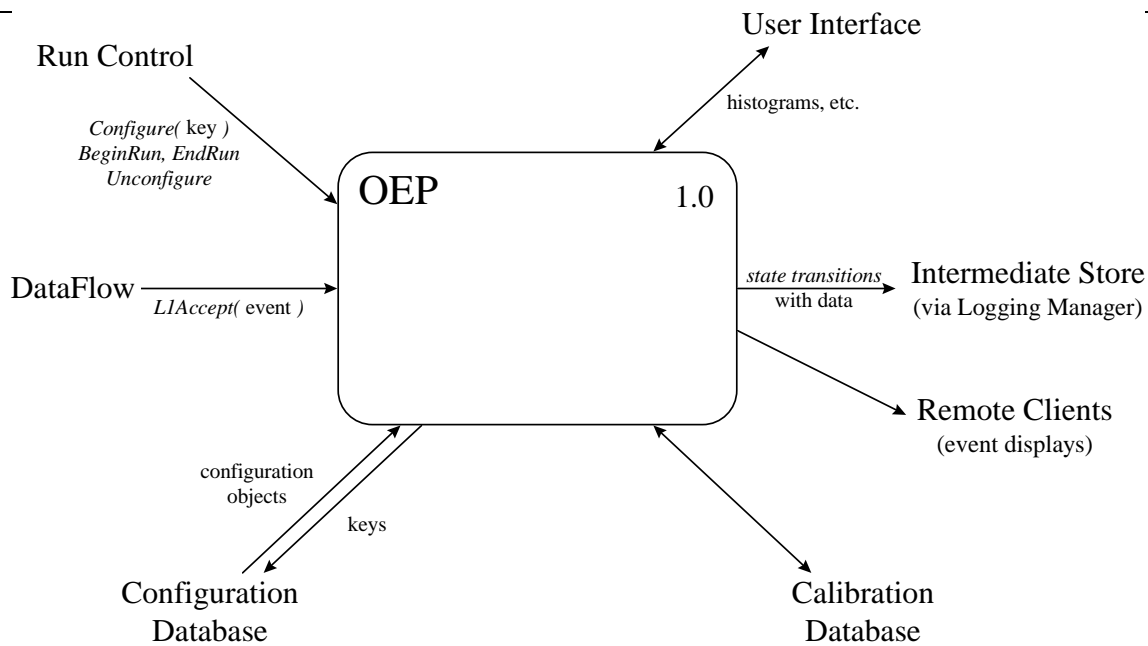 User Interface
Run Control
histograms, etc.
Configure( key )
BeginRun, EndRun
Unconfigure
OEP
1.0
DataFlow
L1Accept( event )
state transitions
with data
Intermediate Store
(via Logging Manager)
Remote Clients
(event displays)
configuration
objects
keys
Configuration
Database
Calibration
Database